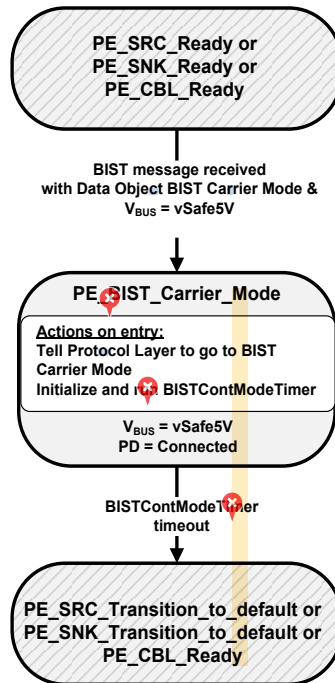 PE_SRC_Ready or
PE_SNK_Ready or
PE_CBL_Ready
BIST message received
with Data Object BIST Carrier Mode &
VBUS = vSafe5V
PE_BIST_Carrier_Mode
Actions on entry:
Tell Protocol Layer to go to BIST
Carrier Mode
Initialize and run BISTContModeTimer
VBUS = vSafe5V
PD = Connected
BISTContModeTimer
timeout
PE_SRC_Transition_to_default or
PE_SNK_Transition_to_default or
PE_CBL_Ready